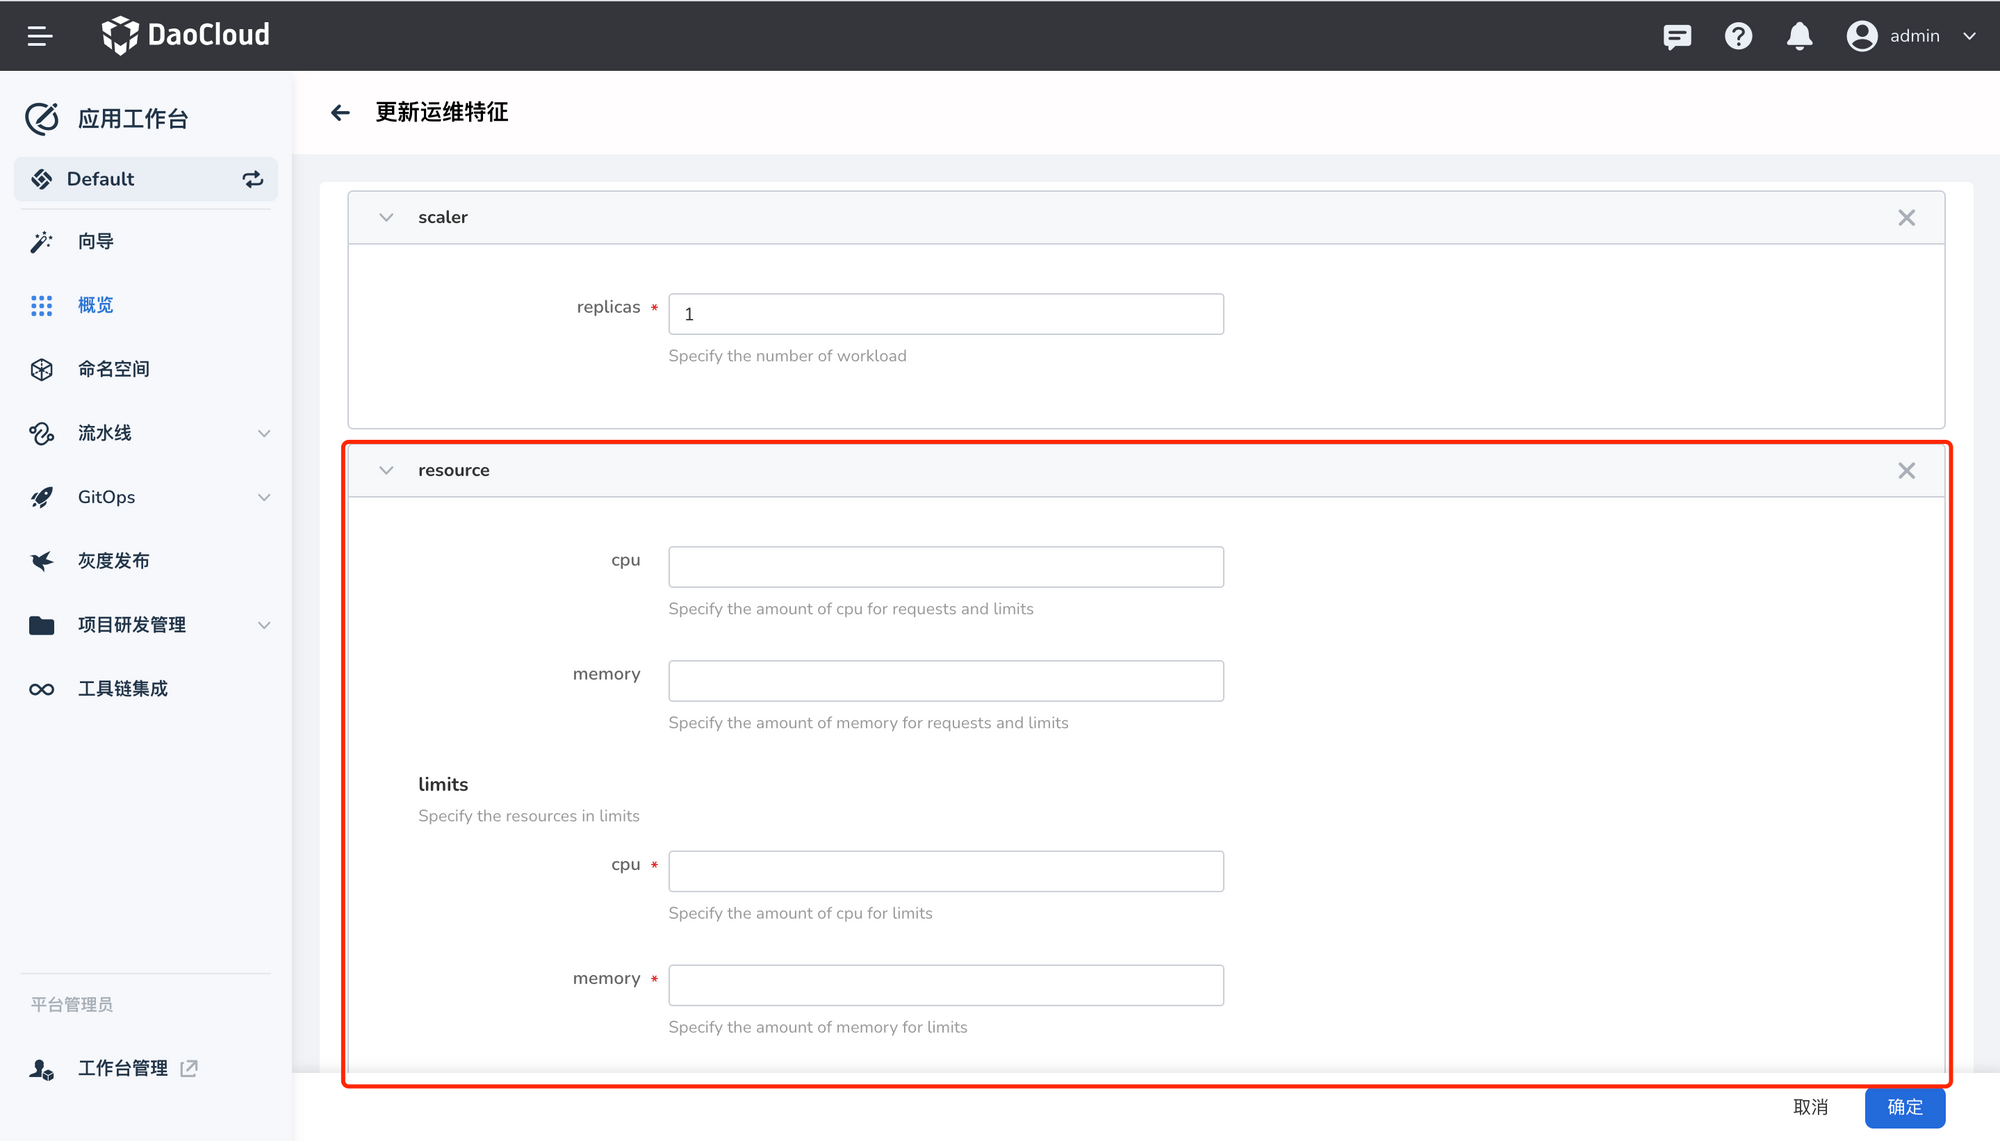 DaoCloud
admin
应用工作台
Default
向导
概览
命名空间
流水线
GitOps
灰度发布
项目研发管理
工具链集成
平台管理员
工作台管理
更新运维特征
scaler
replicas *
1
Specify the number of workload
resource
cpu
Specify the amount of cpu for requests and limits
memory
Specify the amount of memory for requests and limits
limits
Specify the resources in limits
cpu *
Specify the amount of cpu for limits
memory *
Specify the amount of memory for limits
取消
确定